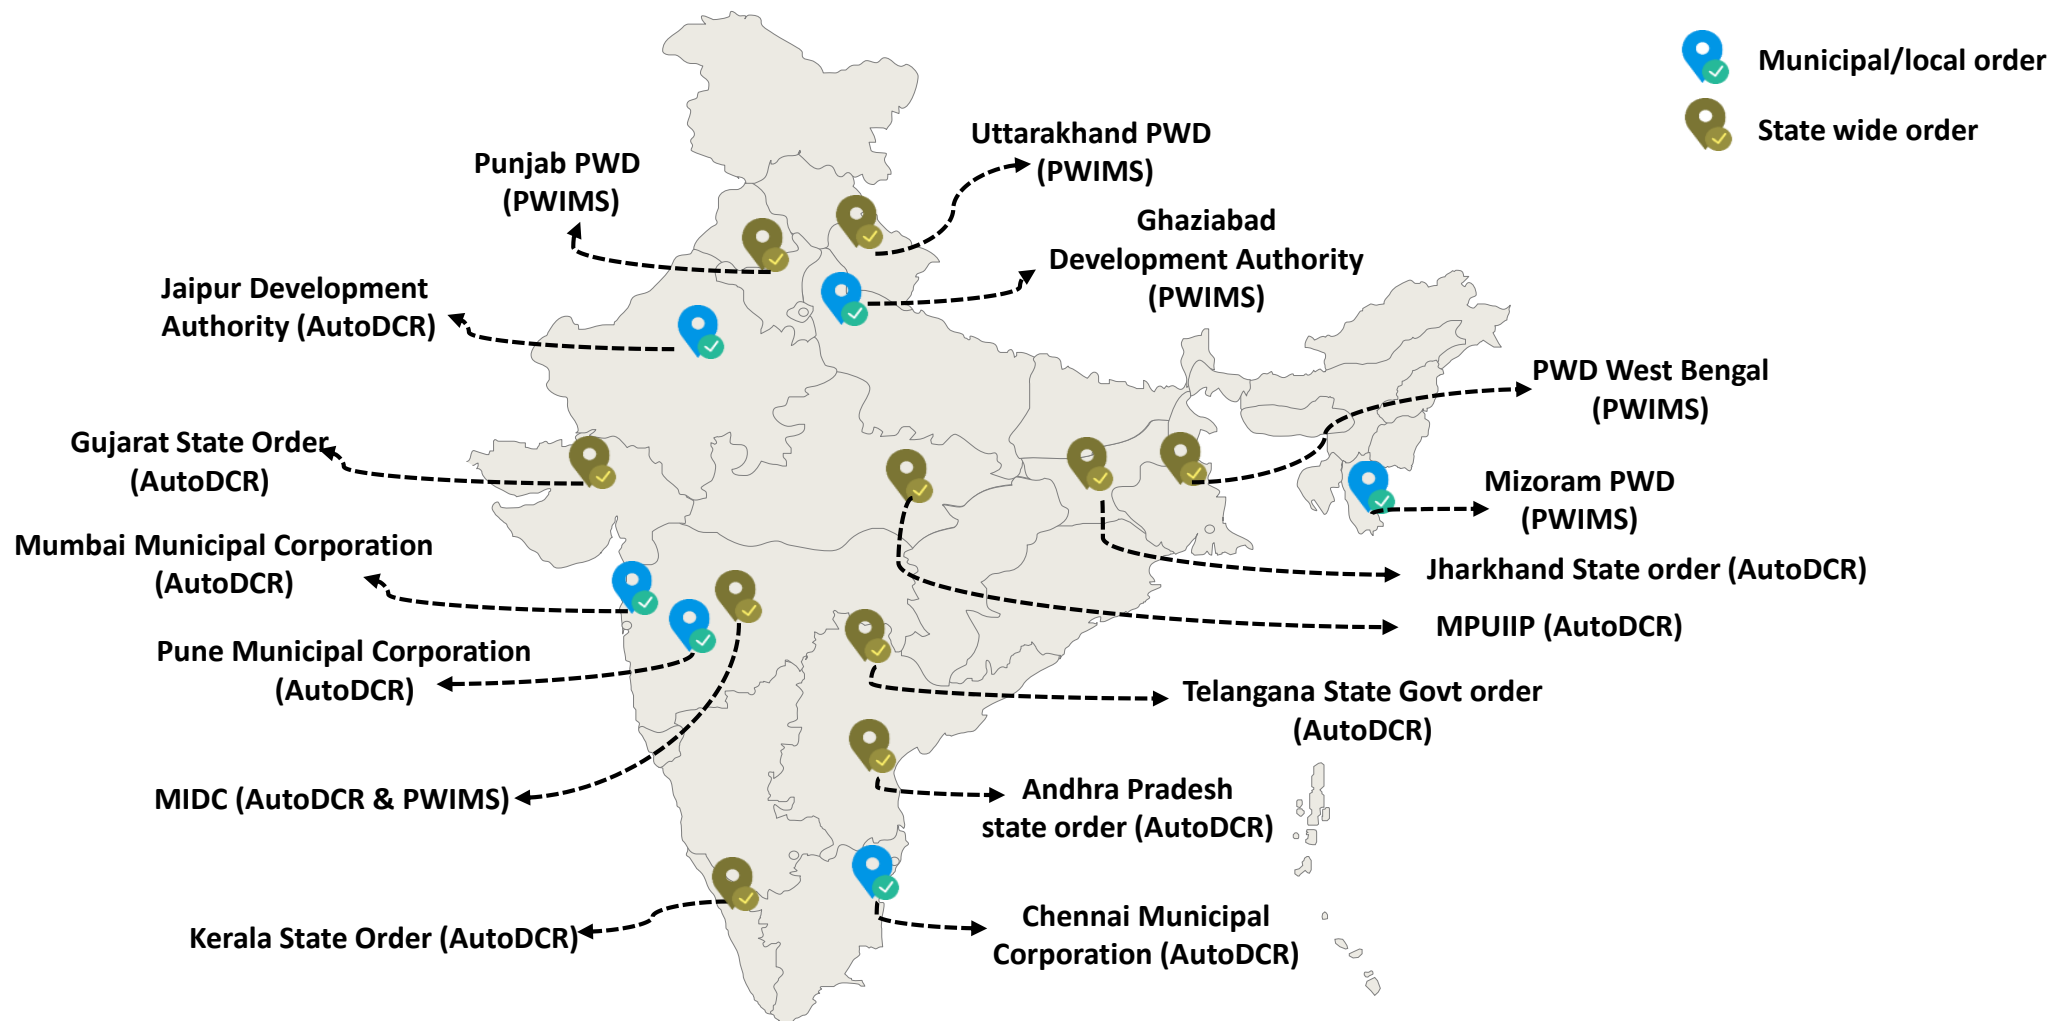 Municipal/local order
State wide order
Uttarakhand PWD
(PWIMS)
Punjab PWD
(PWIMS)
Ghaziabad
Development Authority
(PWIMS)
Jaipur Development
Authority (AutoDCR)
PWD West Bengal
(PWIMS)
Gujarat State Order
(AutoDCR)
Mizoram PWD
(PWIMS)
Mumbai Municipal Corporation
(AutoDCR)
Jharkhand State order (AutoDCR)
MPUIIP (AutoDCR)
Pune Municipal Corporation
(AutoDCR)
Telangana State Govt order
(AutoDCR)
MIDC (AutoDCR & PWIMS)
Andhra Pradesh
state order (AutoDCR)
Kerala State Order (AutoDCR)
Chennai Municipal
Corporation (AutoDCR)